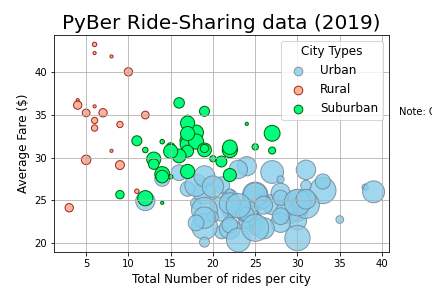 PyBer Ride-Sharing data (2019)
City Types
Urban
Rural
Suburban
Note: C
Average Fare ($)
40
35
30
25
20
5 10 15 20 25 30 35 40
Total Number of rides per city